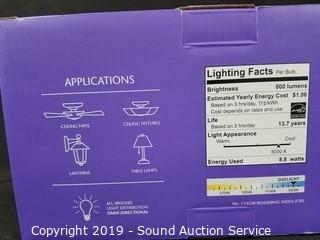 APPLICATIONS
CEILING FANS
CEILING FIXTURES
LANTERNS
TABLE LAMPS
ALL AROUND
LIGHT DISTRIBUTION
OMNI DIRECTIONAL
Lighting Facts Per Bulb
Brightness 800 lumens
Estimated Yearly Energy Cost $1.06
Based on 3 hrs/day, 11¢/kWh
Cost depends on rates and use
Life
Based on 3 hrs/day 13.7 years
Light Appearance
Warm Cool
5000 K
Energy Used 8.8 watts
DAYLIGHT
90+ COLOR RENDERING INDEX (CRI)
Copyright 2019 - Sound Auction Service